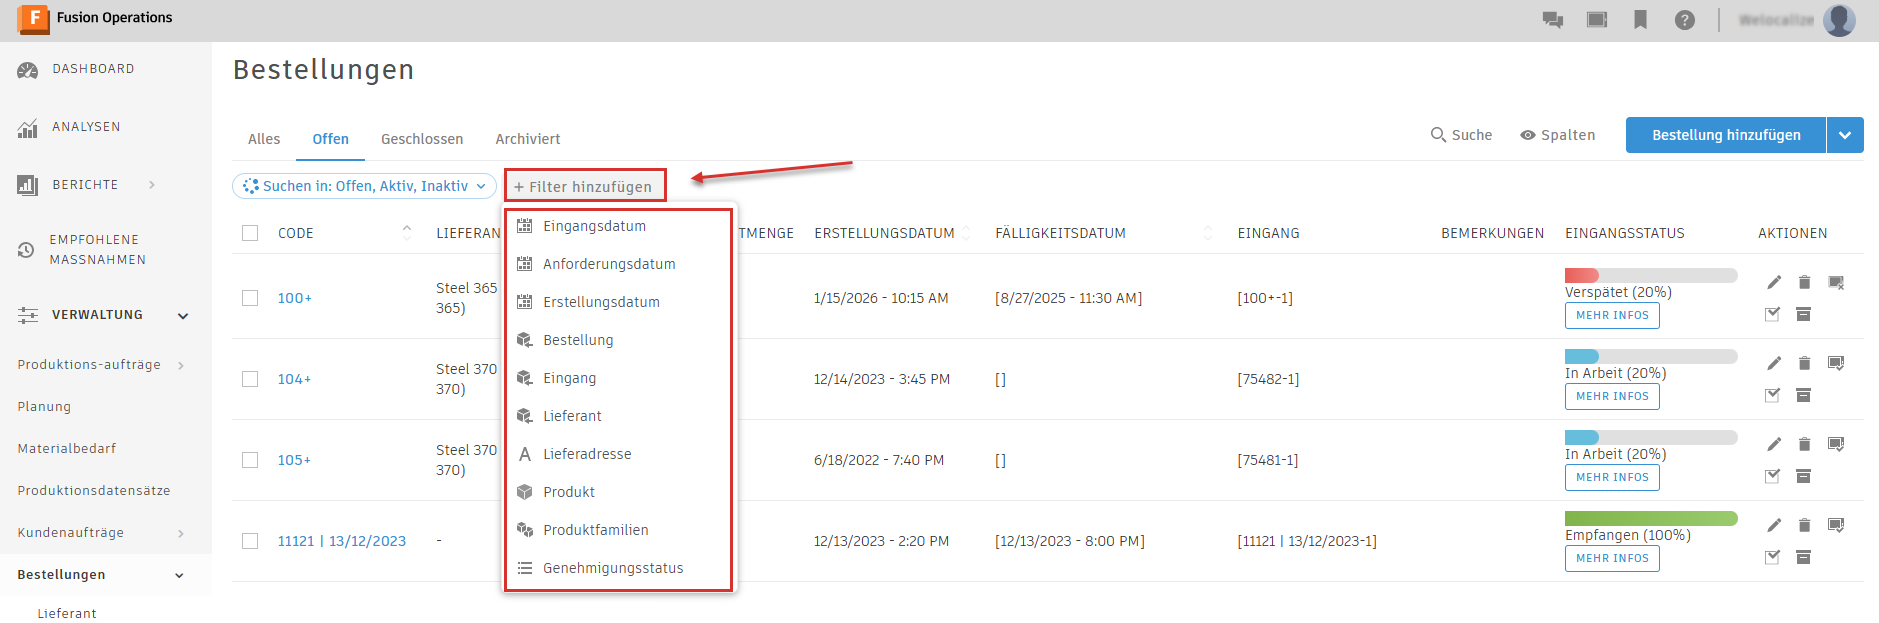 F Fusion Operations
DASHBOARD
ANALYSEN
BERICHTE
EMPFOHLENE
MASSNAHMEN
VERWALTUNG
Produktions-aufträge
Planung
Materialbedarf
Produktionsdatensätze
Kundenaufträge
Bestellungen
Lieferant
Bestellungen
Alles Offen Geschlossen Archiviert
Suche Spalten Bestellung hinzufügen
Suchen in: Offen, Aktiv, Inaktiv + Filter hinzufügen
Eingangsdatum
Anforderungsdatum
Erstellungsdatum
Bestellung
Eingang
Lieferant
Lieferadresse
Produkt
Produktfamilien
Genehmigungsstatus
CODE LIEFERAN TMENGE ERSTELLUNGSDATUM FÄLLIGKEITSDATUM EINGANG BEMERKUNGEN EINGANGSSTATUS AKTIONEN
100+ Steel 365 1/15/2026 - 10:15 AM [8/27/2025 - 11:30 AM] [100+-1] Verspätet (20%)
365)
MEHR INFOS
104+ Steel 370 12/14/2023 - 3:45 PM [] [75482-1] In Arbeit (20%)
370)
MEHR INFOS
105+ Steel 370 6/18/2022 - 7:40 PM [] [75481-1] In Arbeit (20%)
370)
MEHR INFOS
11121 | 13/12/2023 - 12/13/2023 - 2:20 PM [12/13/2023 - 8:00 PM] [11121 | 13/12/2023-1] Empfangen (100%)
MEHR INFOS